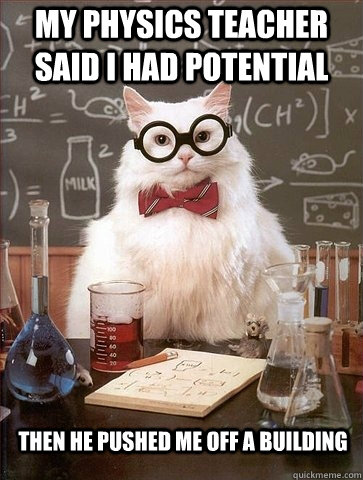 MY PHYSICS TEACHER
SAID I HAD POTENTIAL
MILK
THEN HE PUSHED ME OFF A BUILDING
quickmeme.com